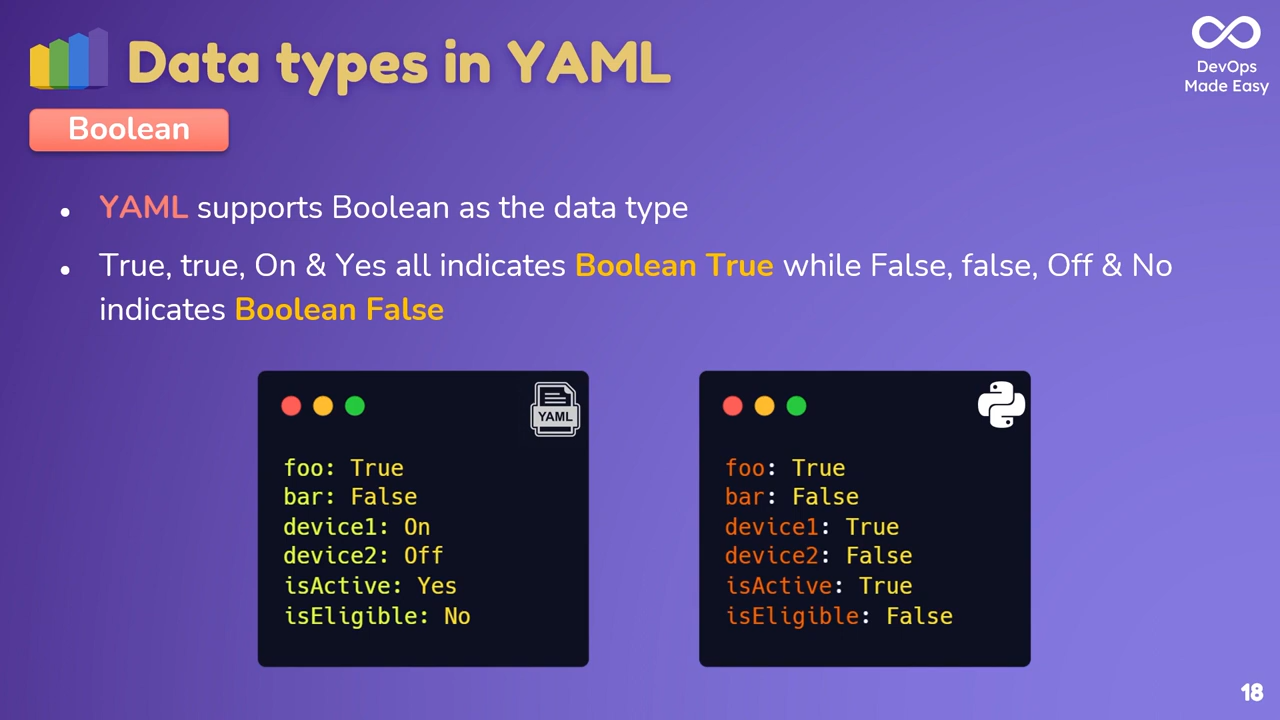 Data types in YAML
DevOps
Made Easy
Boolean
• YAML supports Boolean as the data type
• True, true, On & Yes all indicates Boolean True while False, false, Off & No
indicates Boolean False
YAML
foo: True
bar: False
device1: On
device2: Off
isActive: Yes
isEligible: No
foo: True
bar: False
device1: True
device2: False
isActive: True
isEligible: False
18